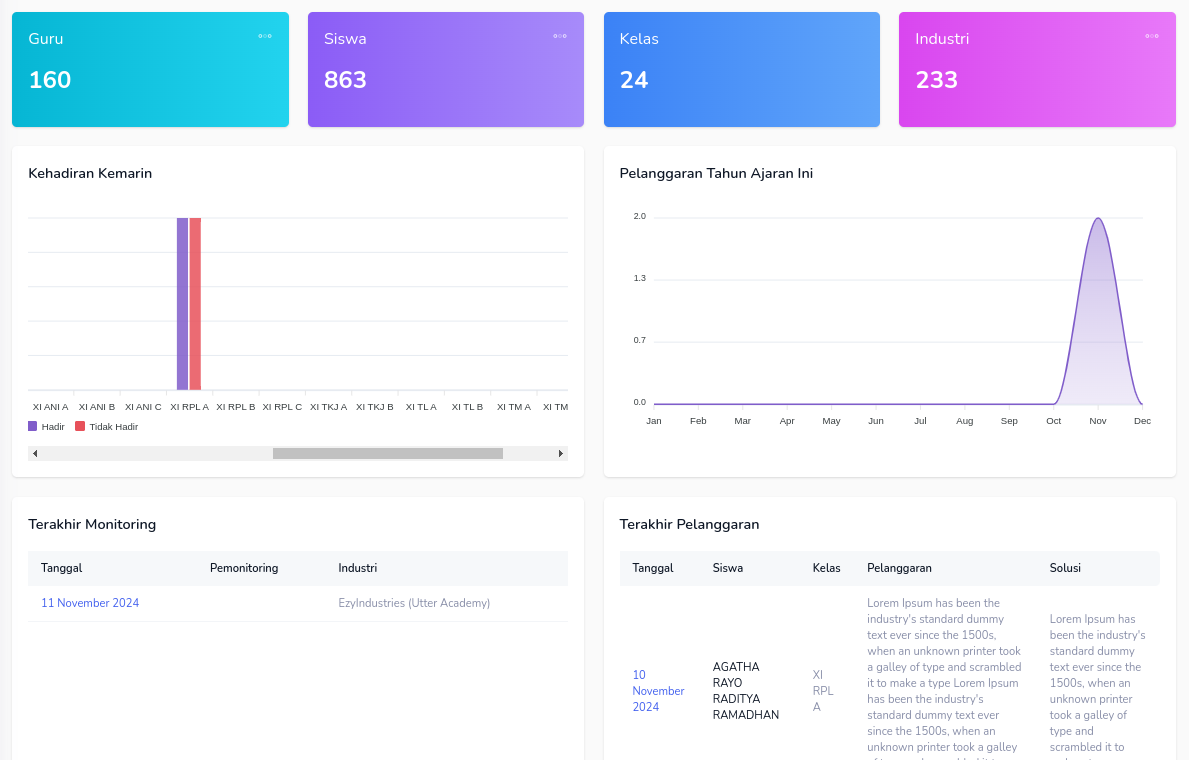 Guru
160
Siswa
863
Kelas
24
Industri
233
Kehadiran Kemarin
XI ANI A XI ANI B XI ANI C XI RPL A XI RPL B XI RPL C XI TKJ A XI TKJ B XI TL A XI TL B XI TM A XI TM
Hadir Tidak Hadir
Pelanggaran Tahun Ajaran Ini
2.0
1.3
0.7
0.0
Jan Feb Mar Apr May Jun Jul Aug Sep Oct Nov Dec
Terakhir Monitoring
Tanggal Pemonitoring Industri
11 November 2024 EzyIndustries (Utter Academy)
Terakhir Pelanggaran
Tanggal Siswa Kelas Pelanggaran Solusi
10
November
2024
AGATHA
RAYO
RADITYA
RAMADHAN
XI
RPL
A
Lorem Ipsum has been the
industry's standard dummy
text ever since the 1500s,
when an unknown printer took
a galley of type and scrambled
it to make a type Lorem Ipsum
has been the industry's
standard dummy text ever
since the 1500s, when an
unknown printer took a galley
Lorem Ipsum has
been the industry's
standard dummy
text ever since the
1500s, when an
unknown printer
took a galley of
type and
scrambled it to